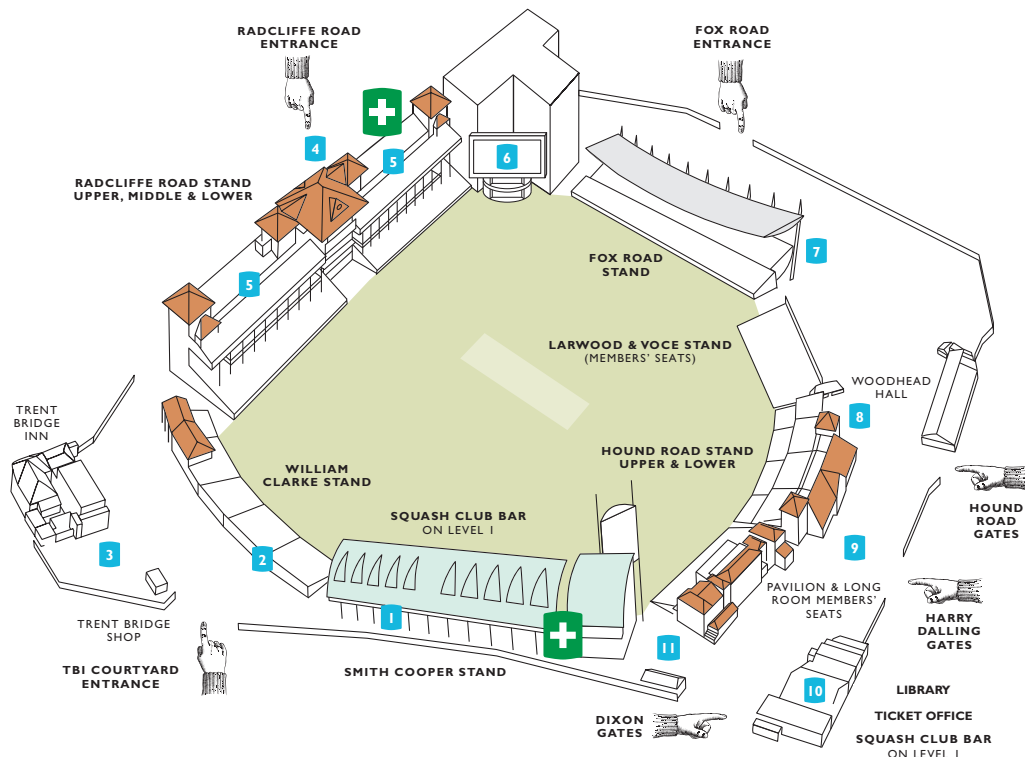 RADCLIFFE ROAD
ENTRANCE
FOX ROAD
ENTRANCE
4
5
6
RADCLIFFE ROAD STAND
UPPER, MIDDLE & LOWER
7
FOX ROAD
STAND
5
LARWOOD & VOCE STAND
(MEMBERS' SEATS)
WOODHEAD
HALL
TRENT
BRIDGE
INN
8
HOUND ROAD STAND
UPPER & LOWER
WILLIAM
CLARKE STAND
SQUASH CLUB BAR
ON LEVEL 1
HOUND
ROAD
GATES
3
2
9
PAVILION & LONG
ROOM MEMBERS'
SEATS
HARRY
DALLING
GATES
1
TRENT BRIDGE
SHOP
11
TBI COURTYARD
ENTRANCE
SMITH COOPER STAND
10
LIBRARY
TICKET OFFICE
SQUASH CLUB BAR
ON LEVEL 1
DIXON
GATES